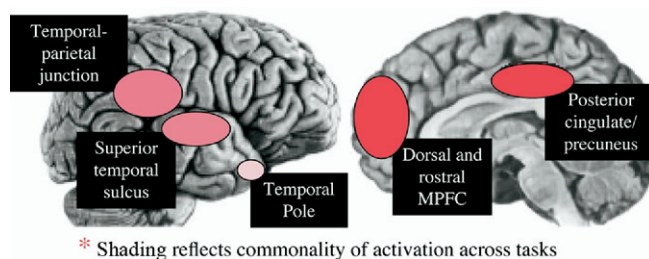 Temporal-
parietal
junction
Superior
temporal
sulcus
Temporal
Pole
Dorsal and
rostral
MPFC
Posterior
cingulate/
precuneus
* Shading reflects commonality of activation across tasks